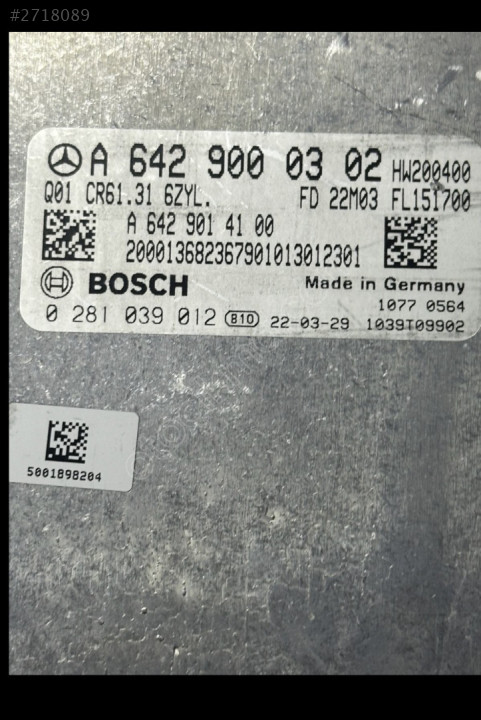 #2718089
A 642 900 03 02 HW200400
Q01 CR61.31 6ZYL. FD 22M03 FL151700
A 642 901 41 00
200013682367901013012301
BOSCH Made in Germany
1077 0564
0 281 039 012 B10 22-03-29 1039T09902
5001898204